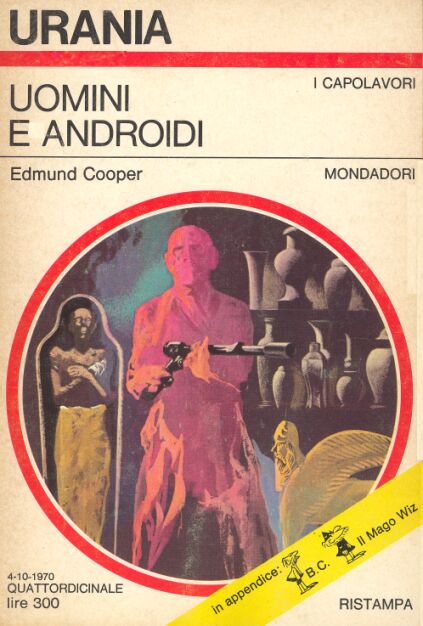 URANIA
I CAPOLAVORI
UOMINI
E ANDROIDI
Edmund Cooper
MONDADORI
in appendice: B.C. Il Mago Wiz
4-10-1970
QUATTORDICINALE
lire 300
RISTAMPA